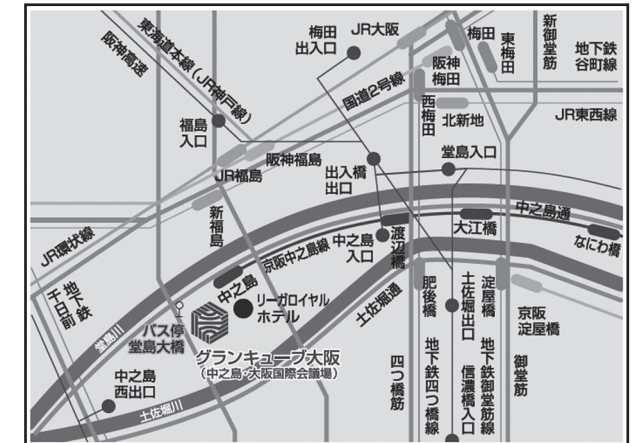 東海道本線（JR神戸線）
阪神高速
梅田
出入口
JR大阪
梅田
東梅田
新御堂筋
地下鉄
谷町線
阪神
梅田
国道2号線
西梅田
北新地
JR東西線
福島
入口
阪神福島
JR福島
出入橋
出口
堂島入口
新福島
中之島通
大江橋
なにわ橋
渡辺橋
中之島
入口
JR環状線
京阪中之島線
地下鉄
千日前
中之島
リーガロイヤル
ホテル
土佐堀通
肥後橋
土佐堀出口
淀屋橋
京阪
淀屋橋
堂島川
バス停
堂島大橋
グランキューブ大阪
（中之島・大阪国際会議場）
中之島
西出口
土佐堀川
四つ橋筋
地下鉄四つ橋線
信濃橋入口
地下鉄御堂筋線
御堂筋